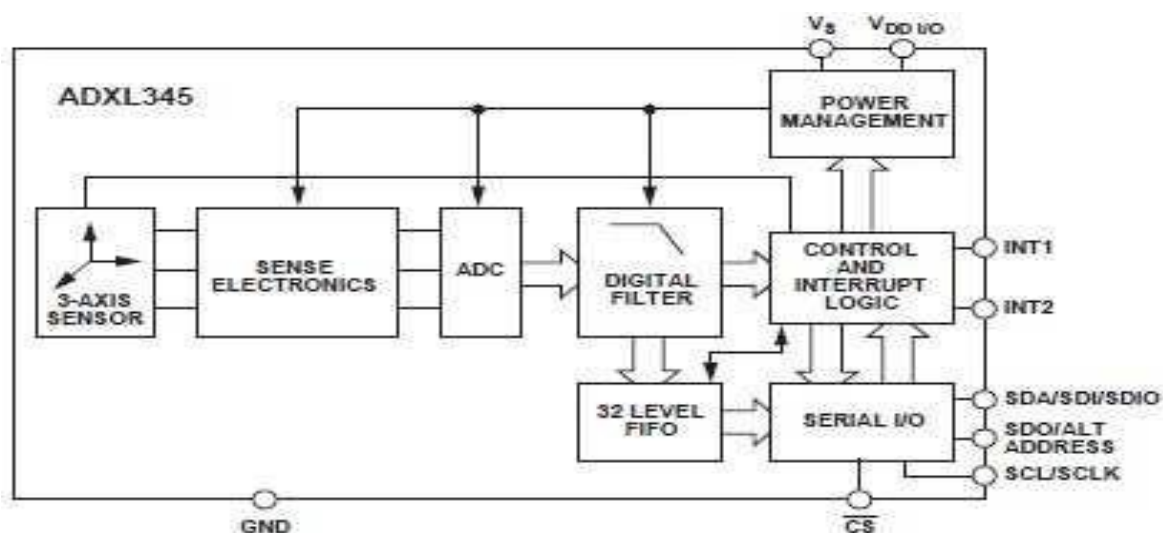 VS
VDD I/O
ADXL345
POWER
MANAGEMENT
3-AXIS
SENSOR
SENSE
ELECTRONICS
ADC
DIGITAL
FILTER
CONTROL
AND
INTERRUPT
LOGIC
INT1
INT2
32 LEVEL
FIFO
SERIAL I/O
SDA/SDI/SDIO
SDO/ALT
ADDRESS
SCL/SCLK
GND
CS